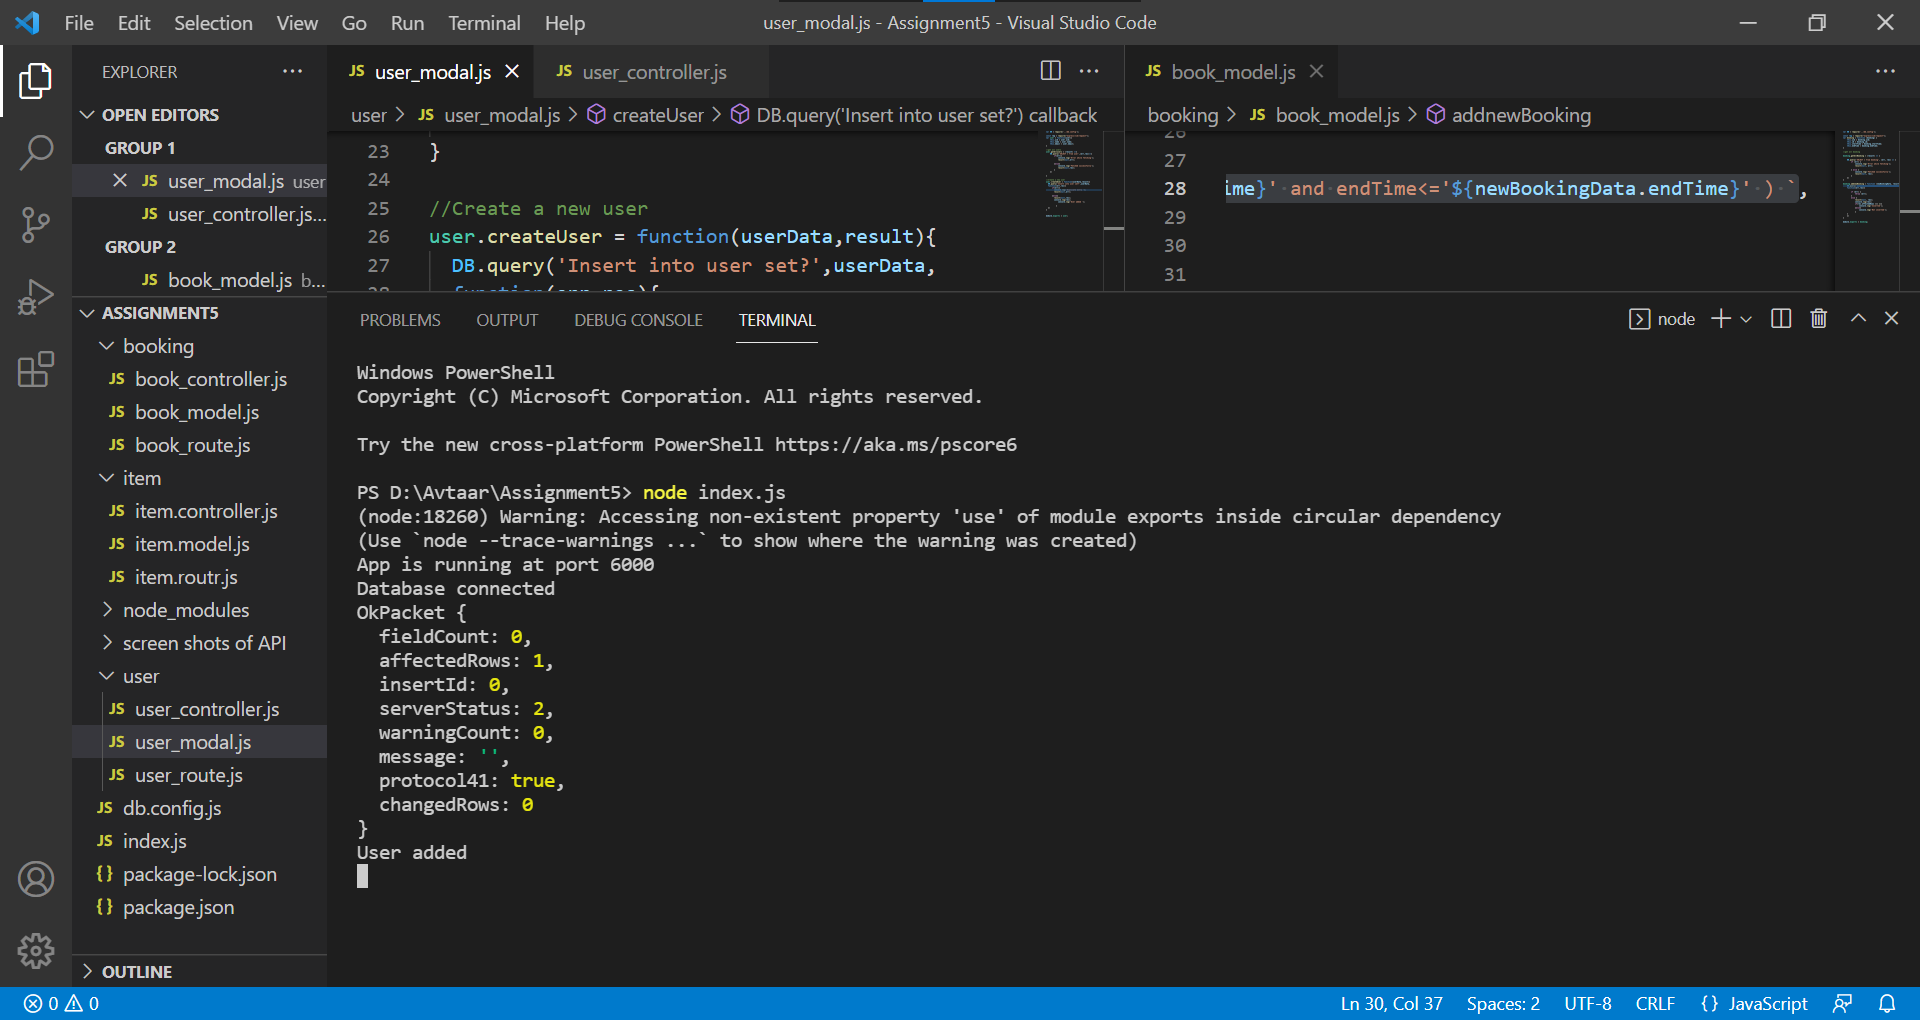 File Edit Selection View Go Run Terminal Help user_modal.js - Assignment5 - Visual Studio Code
EXPLORER
OPEN EDITORS
GROUP 1
JS user_modal.js user
JS user_controller.js...
GROUP 2
JS book_model.js b...
ASSIGNMENT5
booking
JS book_controller.js
JS book_model.js
JS book_route.js
item
JS item.controller.js
JS item.model.js
JS item.routr.js
node_modules
screen shots of API
user
JS user_controller.js
JS user_modal.js
JS user_route.js
JS db.config.js
JS index.js
{} package-lock.json
{} package.json
OUTLINE
JS user_modal.js JS user_controller.js
user > JS user_modal.js > createUser > DB.query('Insert into user set?') callback
23 }
24
25 //Create a new user
26 user.createUser = function(userData,result){
27 DB.query('Insert into user set?',userData,
JS book_model.js
booking > JS book_model.js > addnewBooking
26
27
28 ime}' and endTime<='${newBookingData.endTime}' ) `,
29
30
31
PROBLEMS OUTPUT DEBUG CONSOLE TERMINAL node
Windows PowerShell
Copyright (C) Microsoft Corporation. All rights reserved.
Try the new cross-platform PowerShell https://aka.ms/pscore6
PS D:\Avtaar\Assignment5> node index.js
(node:18260) Warning: Accessing non-existent property 'use' of module exports inside circular dependency
(Use `node --trace-warnings ...` to show where the warning was created)
App is running at port 6000
Database connected
OkPacket {
fieldCount: 0,
affectedRows: 1,
insertId: 0,
serverStatus: 2,
warningCount: 0,
message: '',
protocol41: true,
changedRows: 0
}
User added
0 0 Ln 30, Col 37 Spaces: 2 UTF-8 CRLF {} JavaScript